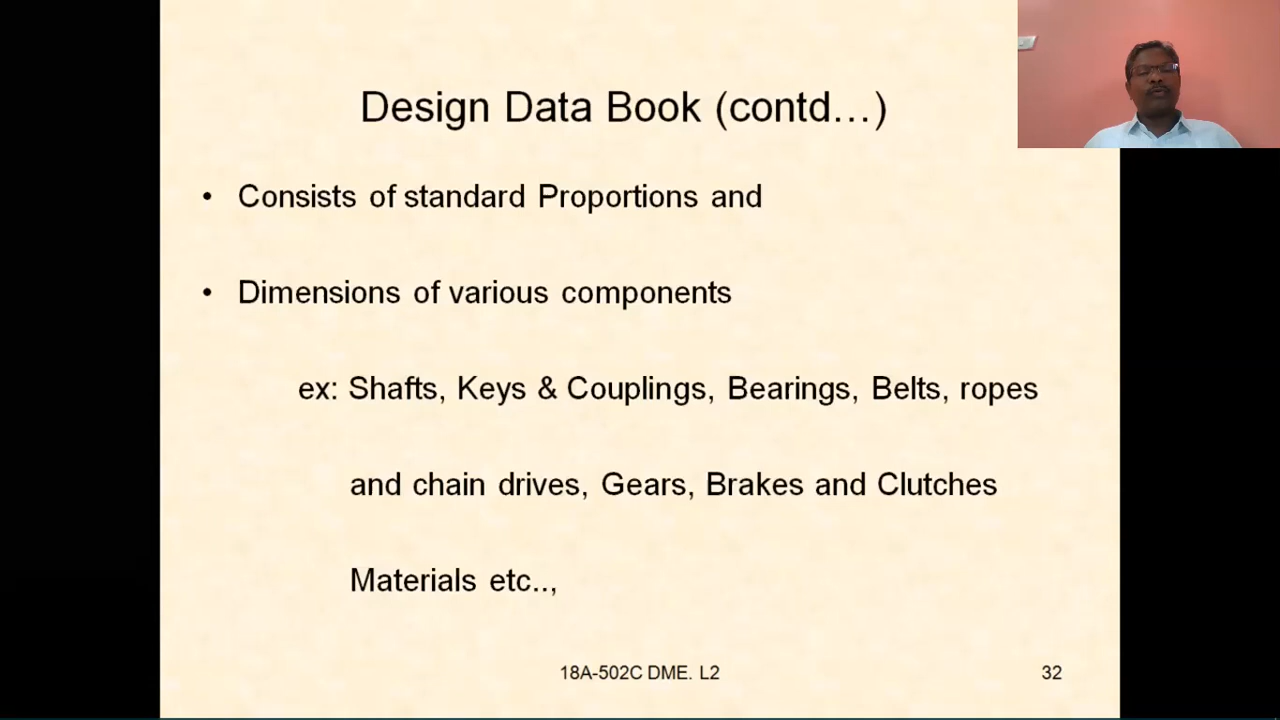 Design Data Book (contd...)
• Consists of standard Proportions and
• Dimensions of various components
ex: Shafts, Keys & Couplings, Bearings, Belts, ropes
and chain drives, Gears, Brakes and Clutches
Materials etc..,
18A-502C DME. L2
32